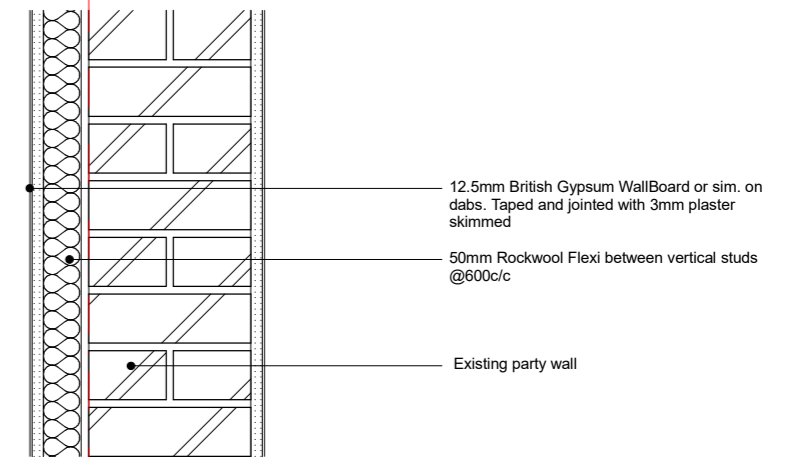 12.5mm British Gypsum WallBoard or sim. on
dabs. Taped and jointed with 3mm plaster
skimmed
50mm Rockwool Flexi between vertical studs
@600c/c
Existing party wall